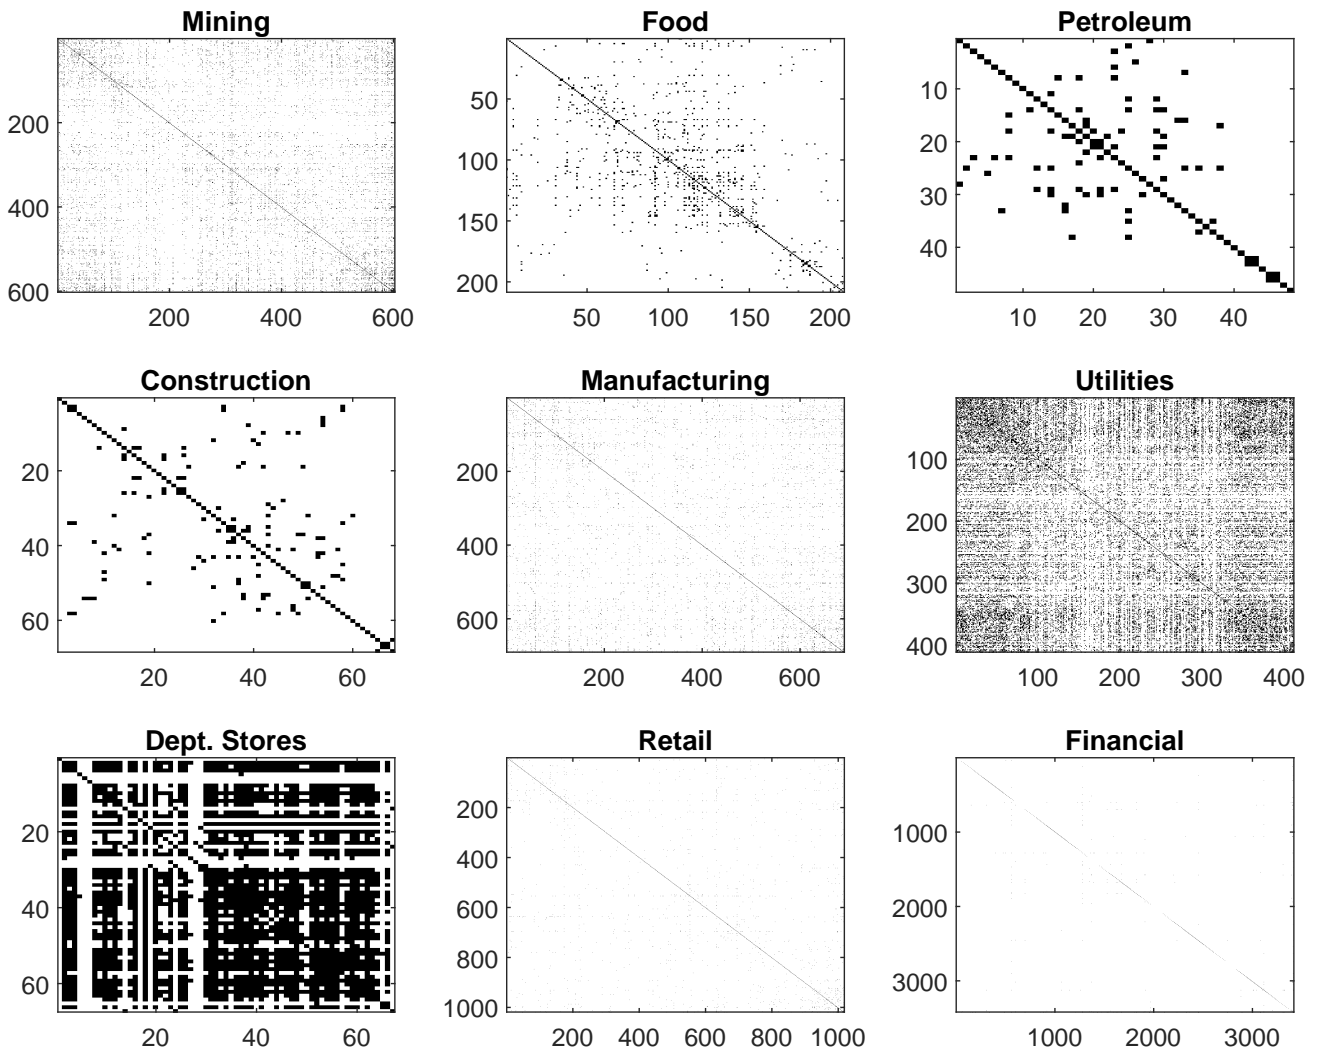 Mining Food Petroleum
200
400
600
200 400 600
50
100
150
200
50 100 150 200
10
20
30
40
10 20 30 40
Construction Manufacturing Utilities
20
40
60
20 40 60
200
400
600
200 400 600
100
200
300
400
100 200 300 400
Dept. Stores Retail Financial
20
40
60
20 40 60
200
400
600
800
1000
200 400 600 800 1000
1000
2000
3000
1000 2000 3000